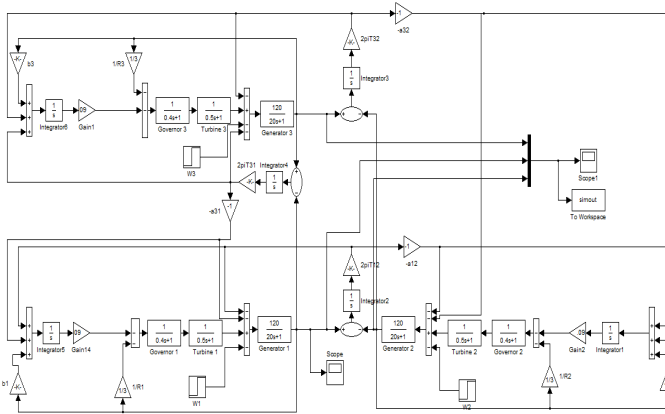 -1
-a32
-K-
2piT32
-K-
b3
1/3
1/R3
1
s
Integrator3
1
s
Integrator6
.09
Gain1
1
0.4s+1
Governor 3
1
0.5s+1
Turbine 3
120
20s+1
Generator 3
W3
2piT31
Integrator4
-K-
1
s
-1
-a31
Scope1
simout
To Workspace
-1
-a12
-K-
2piT12
1
s
Integrator2
1
s
Integrator5
.09
Gain14
1
0.4s+1
Governor 1
1
0.5s+1
Turbine 1
120
20s+1
Generator 1
120
20s+1
Generator 2
1
0.5s+1
Turbine 2
1
0.4s+1
Governor 2
.09
Gain2
1
s
Integrator1
Scope
b1
-K-
1/3
1/R1
W1
W2
1/3
1/R2